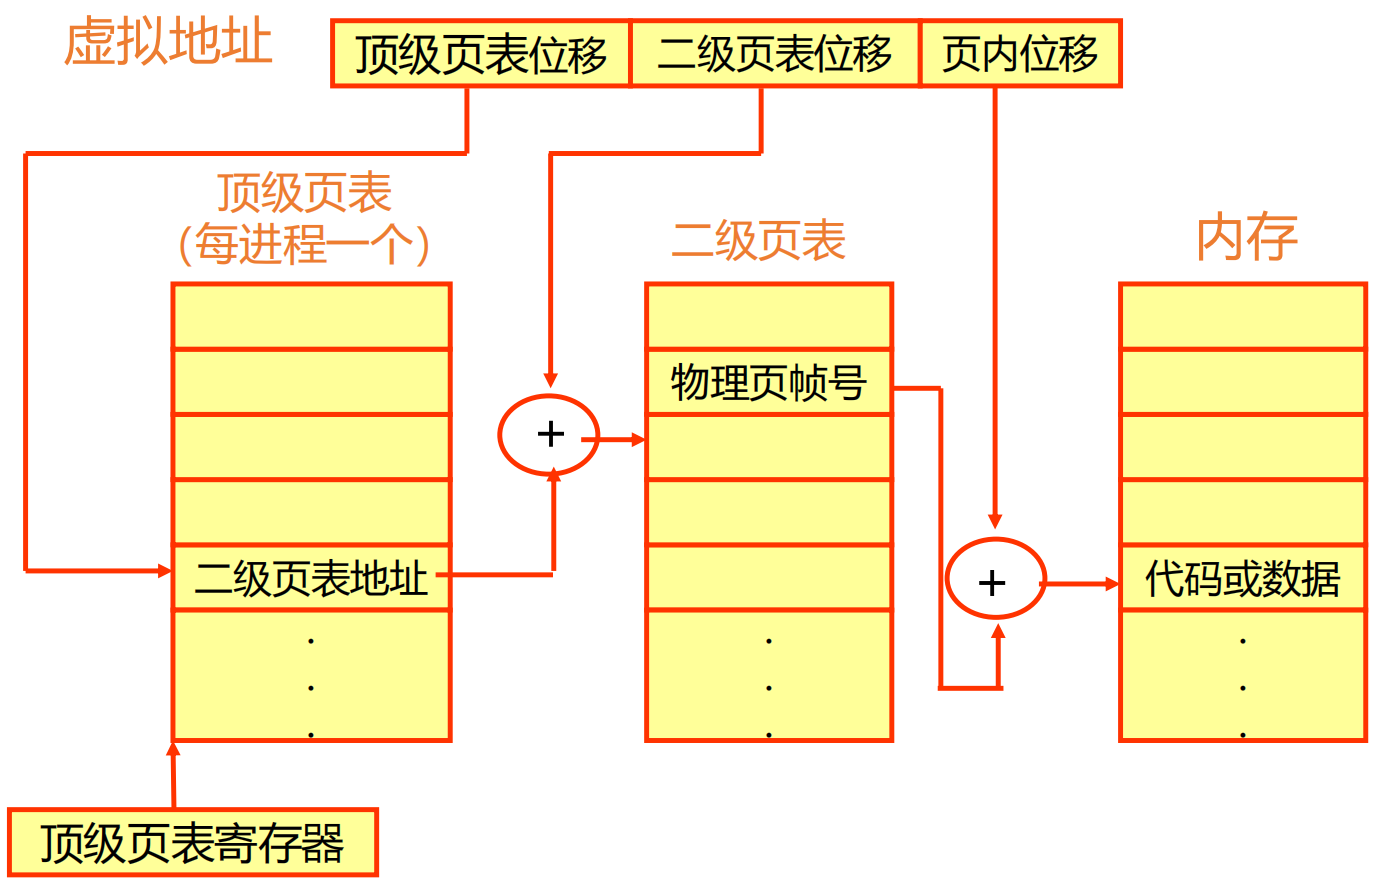 虚拟地址
顶级页表位移
二级页表位移
页内位移
顶级页表
（每进程一个）
二级页表
内存
物理页帧号
+
二级页表地址
+
代码或数据
.
.
.
.
.
.
.
.
.
顶级页表寄存器